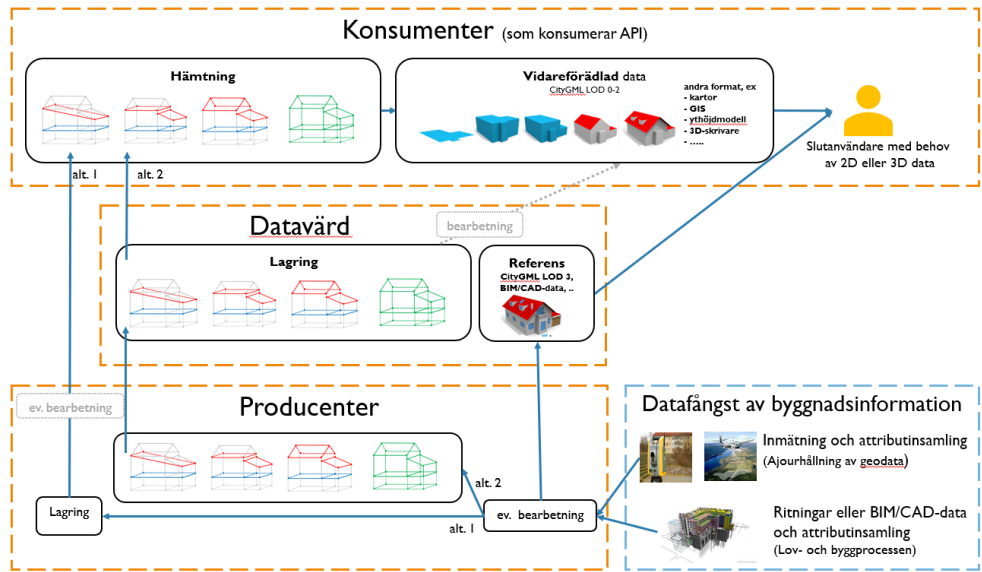 Konsumenter (som konsumerar API)
Hämtning
Vidareförädlad data
CityGML LOD 0-2
andra format, ex
- kartor
- GIS
- ythöjdmodell
- 3D-skrivare
- .....
Slutanvändare med behov
av 2D eller 3D data
alt. 1
alt. 2
Datavärd
bearbetning
Lagring
Referens
CityGML LOD 3,
BIM/CAD-data, ..
ev. bearbetning
Producenter
alt. 2
Lagring
alt. 1
ev. bearbetning
Datafångst av byggnadsinformation
Inmätning och attributinsamling
(Ajourhållning av geodata)
Ritningar eller BIM/CAD-data
och attributinsamling
(Lov- och byggprocessen)